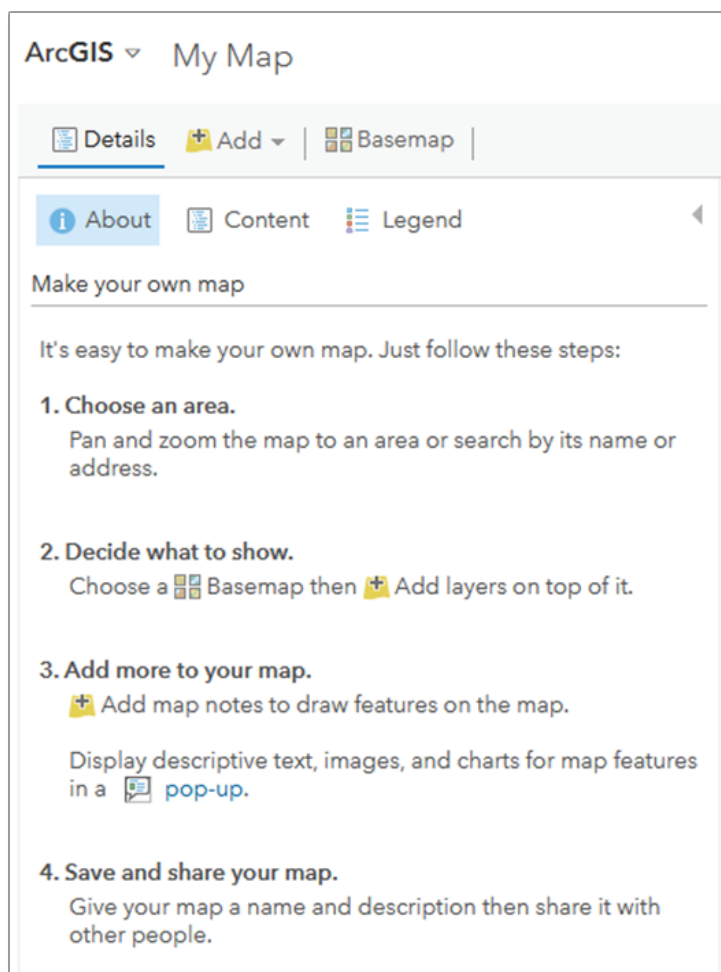 ArcGIS My Map
Details Add Basemap
About Content Legend
Make your own map
It's easy to make your own map. Just follow these steps:
1. Choose an area.
Pan and zoom the map to an area or search by its name or
address.
2. Decide what to show.
Choose a Basemap then Add layers on top of it.
3. Add more to your map.
Add map notes to draw features on the map.
Display descriptive text, images, and charts for map features
in a pop-up.
4. Save and share your map.
Give your map a name and description then share it with
other people.